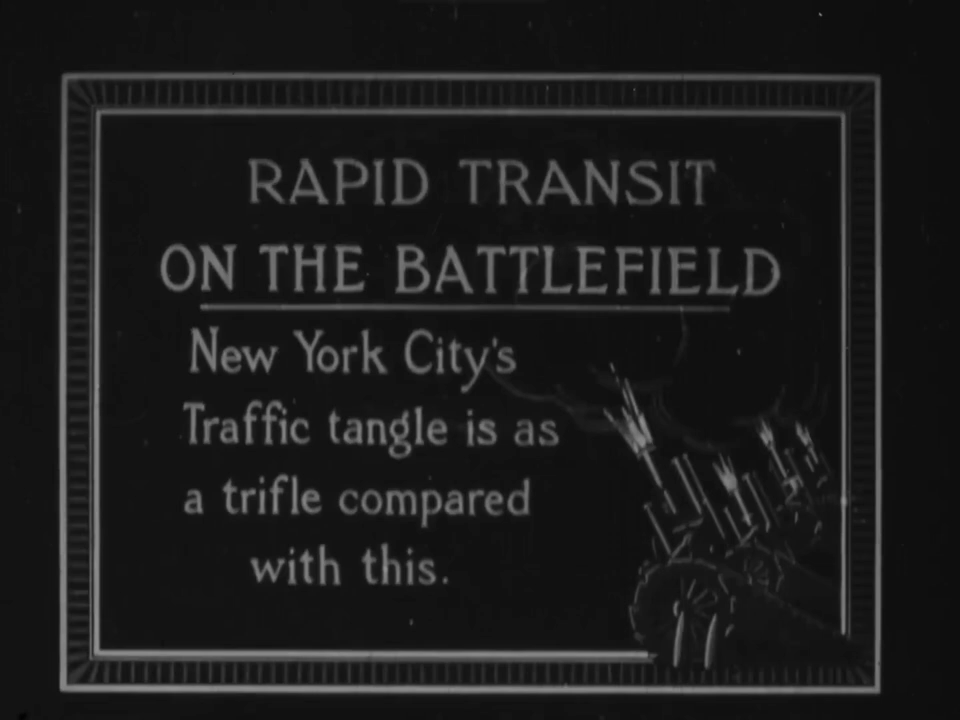 RAPID TRANSIT
ON THE BATTLEFIELD
New York City's
Traffic tangle is as
a trifle compared
with this.